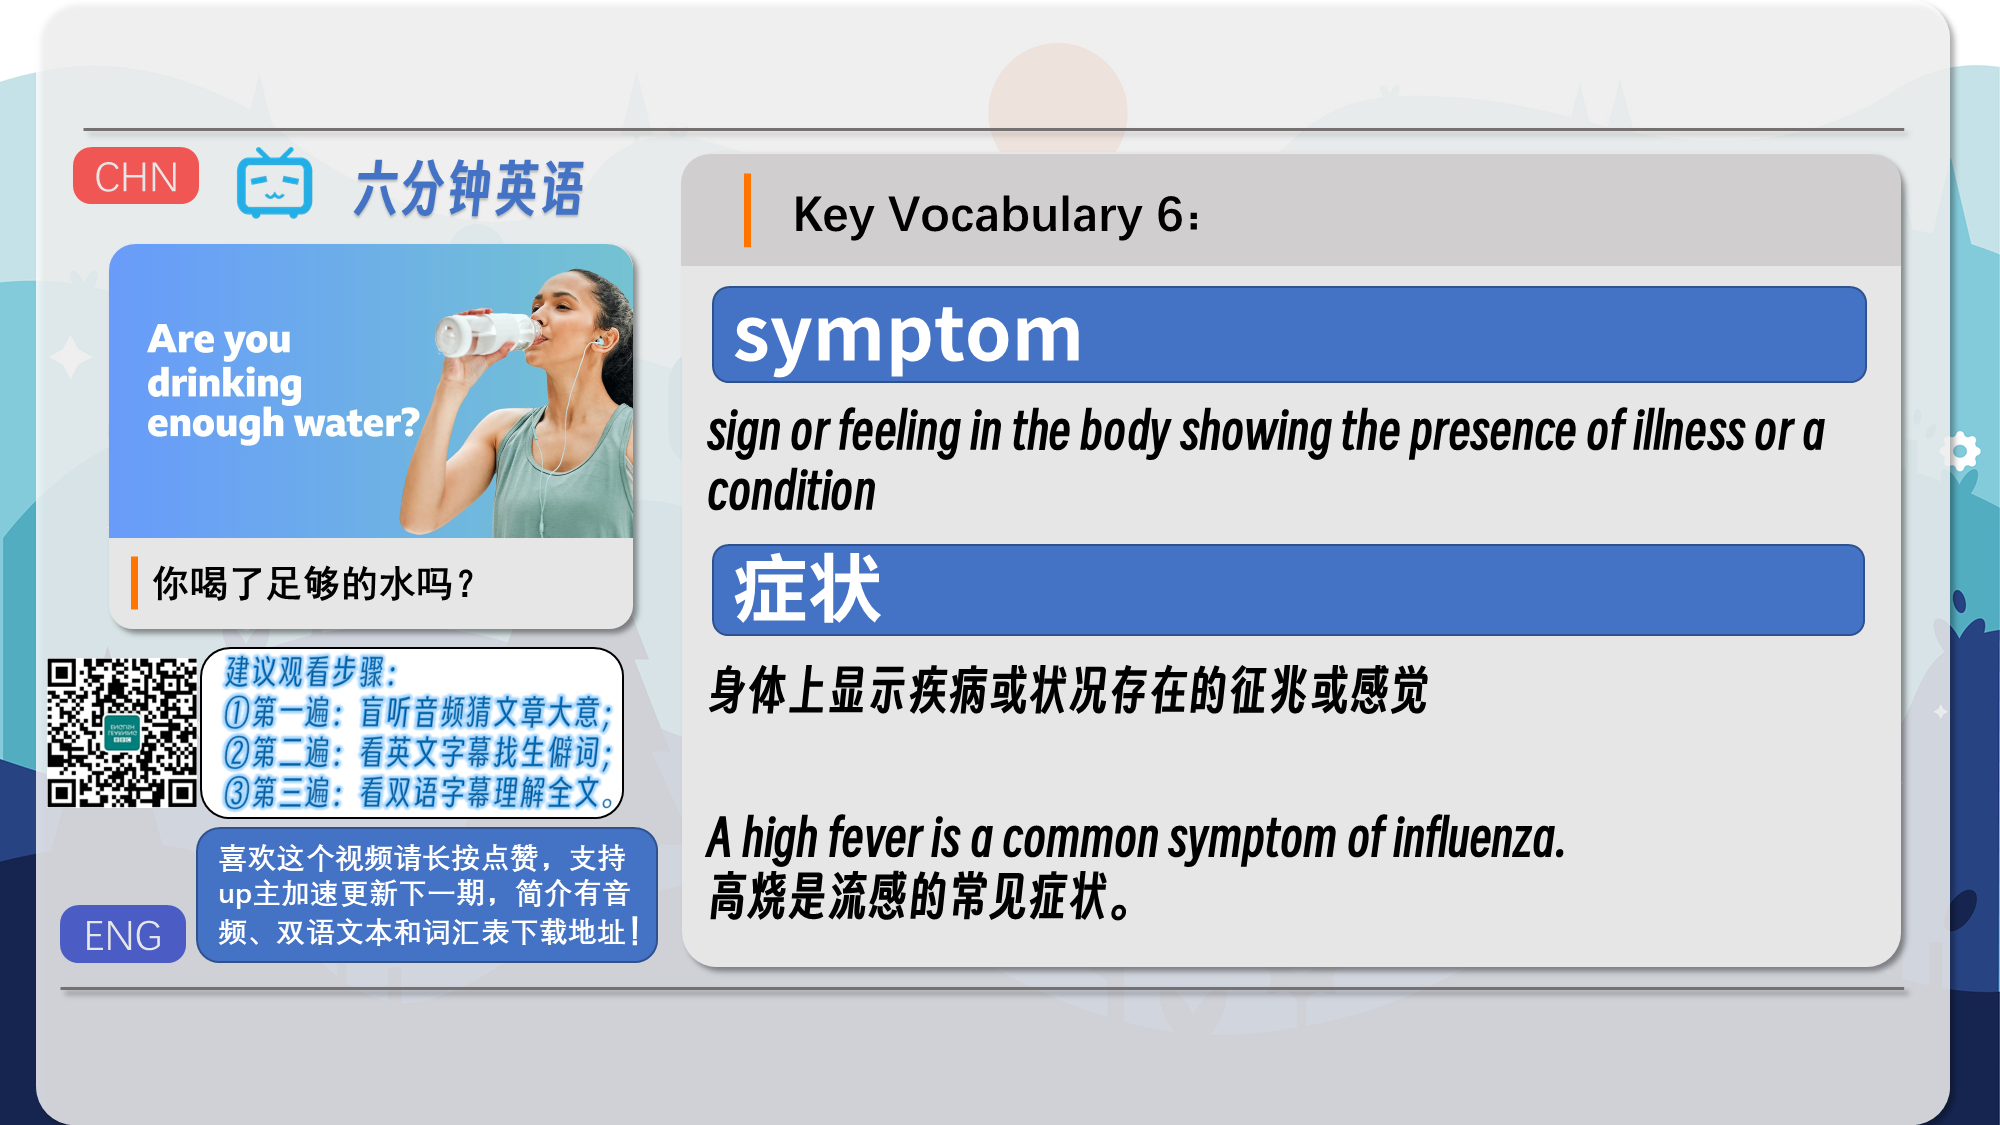 CHN
六分钟英语
Are you
drinking
enough water?
你喝了足够的水吗？
建议观看步骤：
①第一遍：盲听音频猜文章大意；
②第二遍：看英文字幕找生僻词；
③第三遍：看双语字幕理解全文。
喜欢这个视频请长按点赞，支持
up主加速更新下一期，简介有音
频、双语文本和词汇表下载地址！
ENG
Key Vocabulary 6：
symptom
sign or feeling in the body showing the presence of illness or a
condition
症状
身体上显示疾病或状况存在的征兆或感觉
A high fever is a common symptom of influenza.
高烧是流感的常见症状。